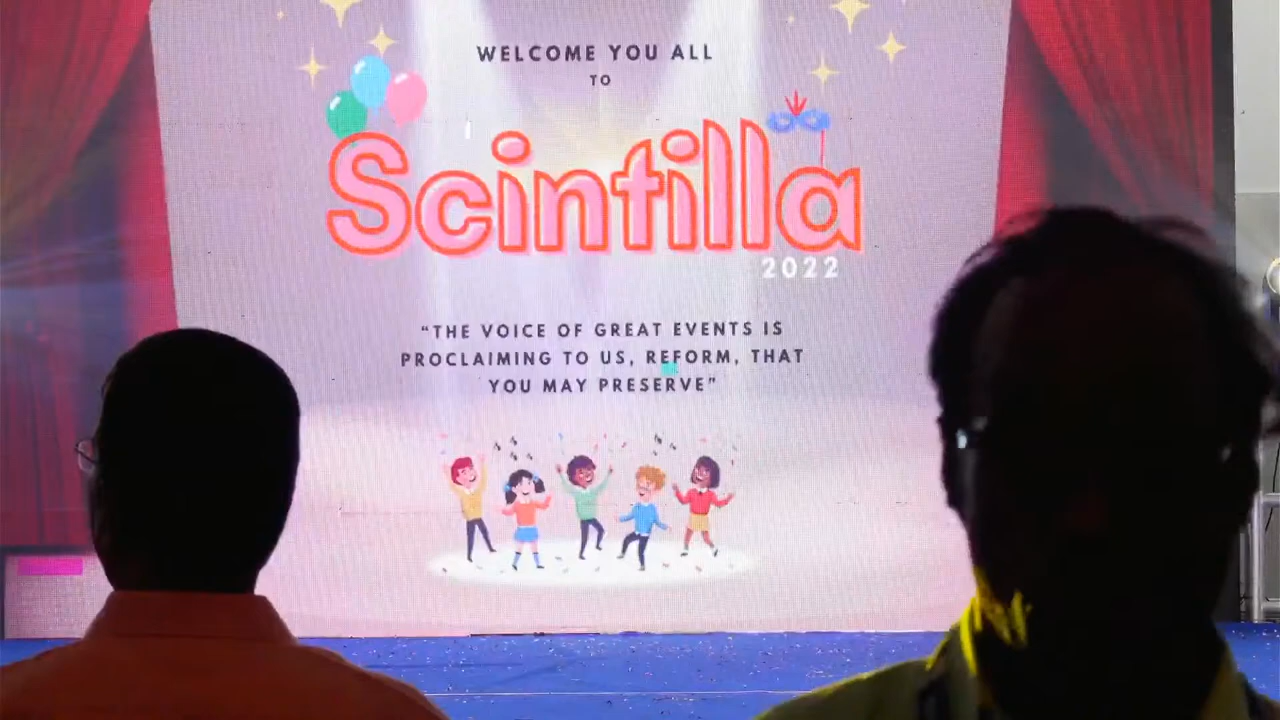 WELCOME YOU ALL
TO
Scintilla
2022
“THE VOICE OF GREAT EVENTS IS
PROCLAIMING TO US, REFORM, THAT
YOU MAY PRESERVE”